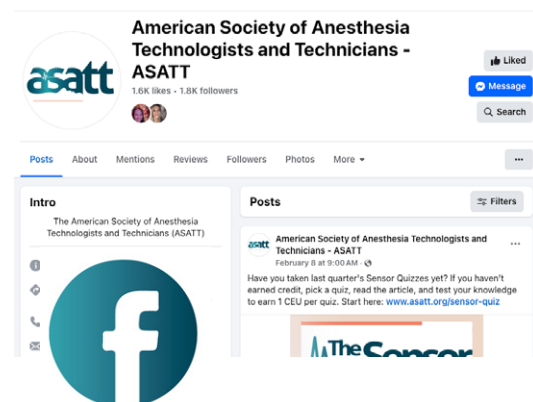 American Society of Anesthesia
Technologists and Technicians -
ASATT
asatt
1.6K likes • 1.8K followers
Liked
Message
Search
Posts
About
Mentions
Reviews
Followers
Photos
More
Intro
The American Society of Anesthesia
Technologists and Technicians (ASATT)
Posts
Filters
asatt
American Society of Anesthesia Technologists and
Technicians - ASATT
February 8 at 9:00 AM
Have you taken last quarter's Sensor Quizzes yet? If you haven't
earned credit, pick a quiz, read the article, and test your knowledge
to earn 1 CEU per quiz. Start here: www.asatt.org/sensor-quiz
The Sensor
f